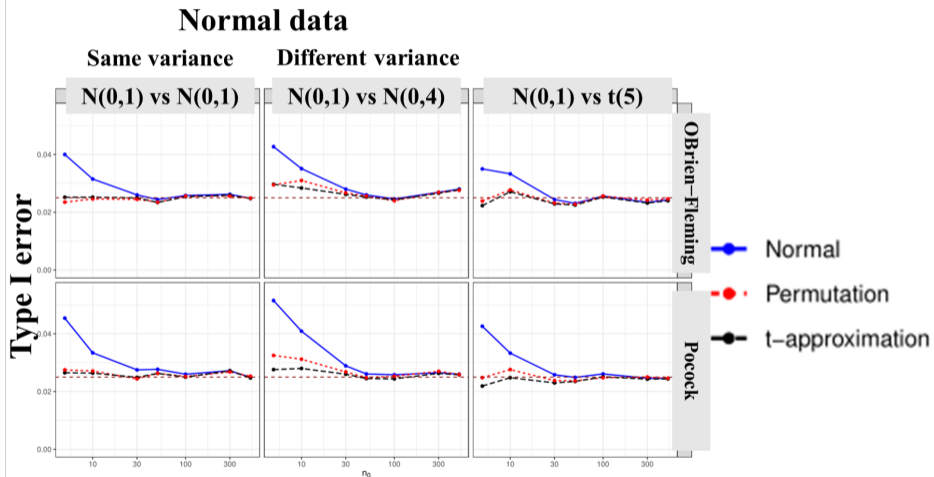 Normal data
Same variance
Different variance
N(0,1) vs N(0,1)
N(0,1) vs N(0,4)
N(0,1) vs t(5)
Type I error
0.04
0.02
0.00
OBrien-Fleming
0.04
0.02
0.00
Pocock
10 30 100 300
10 30 100 300
10 30 100 300
n₀
Normal
Permutation
t-approximation